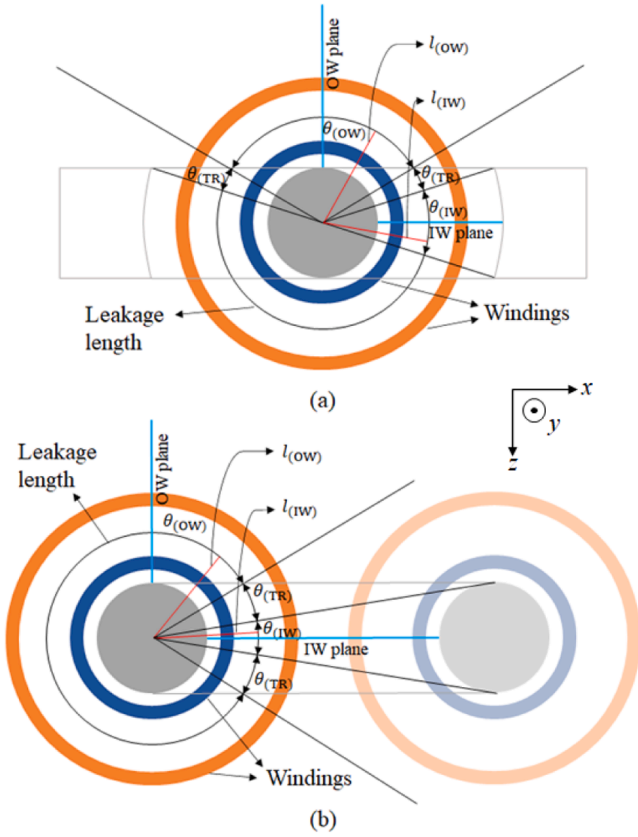 OW plane
l(OW)
l(IW)
θ(OW)
θ(TR)
θ(TR)
θ(IW)
IW plane
Leakage
length
Windings
(a)
x
y
z
Leakage
length
OW plane
l(OW)
l(IW)
θ(OW)
θ(TR)
θ(IW)
IW plane
θ(TR)
Windings
(b)